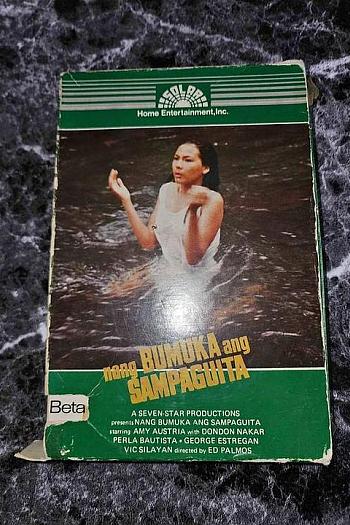 SOLAR
Home Entertainment,Inc.
nang BUMUKA ang
SAMPAGUITA
Beta
A SEVEN-STAR PRODUCTIONS
presents NANG BUMUKA ANG SAMPAGUITA
starring AMY AUSTRIA with DONDON NAKAR
PERLA BAUTISTA • GEORGE ESTREGAN
VIC SILAYAN directed by ED PALMOS